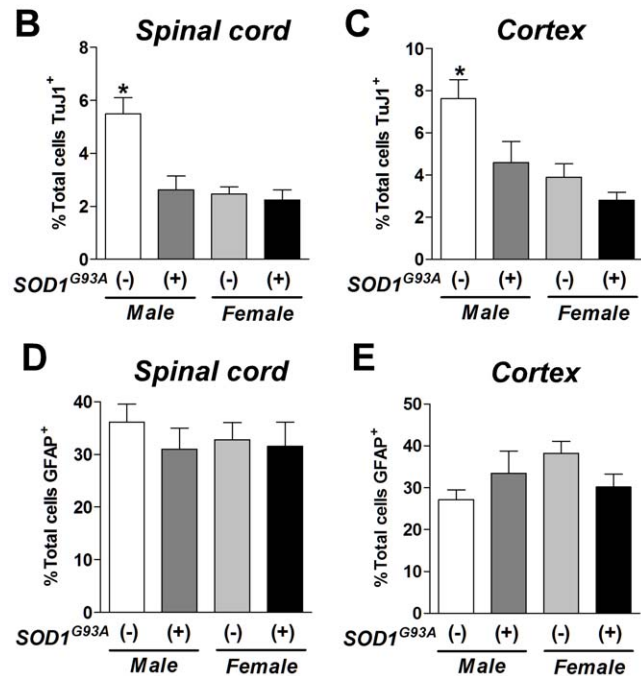 B Spinal cord
%Total cells TuJ1+
8
6
4
2
0
*
SOD1G93A (-) (+) (-) (+)
Male Female
C Cortex
%Total cells TuJ1+
10
8
6
4
2
0
*
SOD1G93A (-) (+) (-) (+)
Male Female
D Spinal cord
%Total cells GFAP+
40
30
20
10
0
SOD1G93A (-) (+) (-) (+)
Male Female
E Cortex
%Total cells GFAP+
50
40
30
20
10
0
SOD1G93A (-) (+) (-) (+)
Male Female